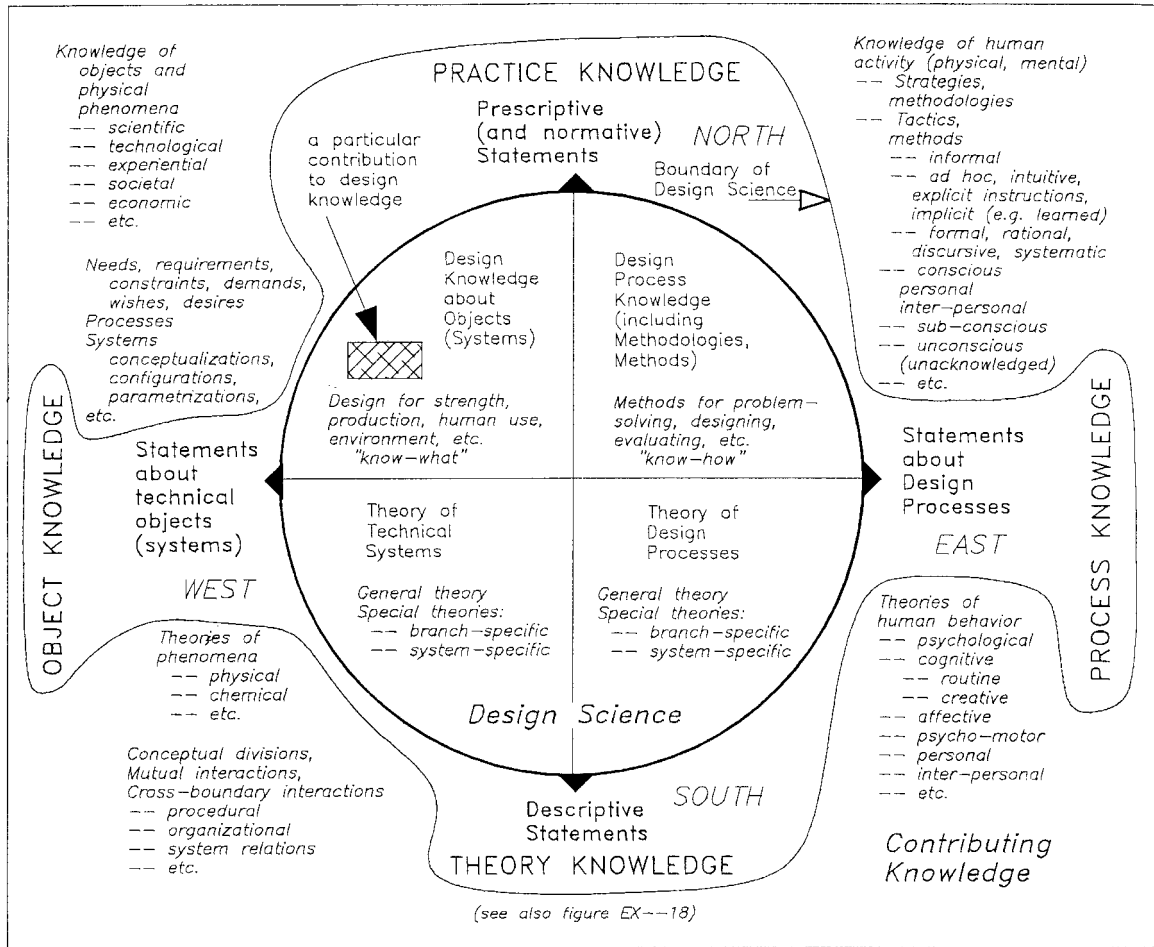 Knowledge of
objects and
physical
phenomena
-- scientific
-- technological
-- experiential
-- societal
-- economic
-- etc.
Needs, requirements,
constraints, demands,
wishes, desires
Processes
Systems
conceptualizations,
configurations,
parametrizations,
etc.
PRACTICE KNOWLEDGE
Prescriptive
(and normative)
Statements
NORTH
a particular
contribution
to design
knowledge
Boundary of
Design Science
Knowledge of human
activity (physical, mental)
-- Strategies,
methodologies
-- Tactics,
methods
-- informal
-- ad hoc, intuitive,
explicit instructions,
implicit (e.g. learned)
-- formal, rational,
discursive, systematic
-- conscious
personal
inter-personal
-- sub-conscious
-- unconscious
(unacknowledged)
-- etc.
Design
Knowledge
about
Objects
(Systems)
Design
Process
Knowledge
(including
Methodologies,
Methods)
Design for strength,
production, human use,
environment, etc.
"know-what"
Methods for problem-
solving, designing,
evaluating, etc.
"know-how"
OBJECT KNOWLEDGE
Statements
about
technical
objects
(systems)
WEST
Statements
about
Design
Processes
EAST
PROCESS KNOWLEDGE
Theory of
Technical
Systems
General theory
Special theories:
-- branch-specific
-- system-specific
Theory of
Design
Processes
General theory
Special theories:
-- branch-specific
-- system-specific
Design Science
Theories of
phenomena
-- physical
-- chemical
-- etc.
Conceptual divisions,
Mutual interactions,
Cross-boundary interactions
-- procedural
-- organizational
-- system relations
-- etc.
Theories of
human behavior
-- psychological
-- cognitive
-- routine
-- creative
-- affective
-- psycho-motor
-- personal
-- inter-personal
-- etc.
Descriptive
Statements
SOUTH
THEORY KNOWLEDGE
Contributing
Knowledge
(see also figure EX--18)